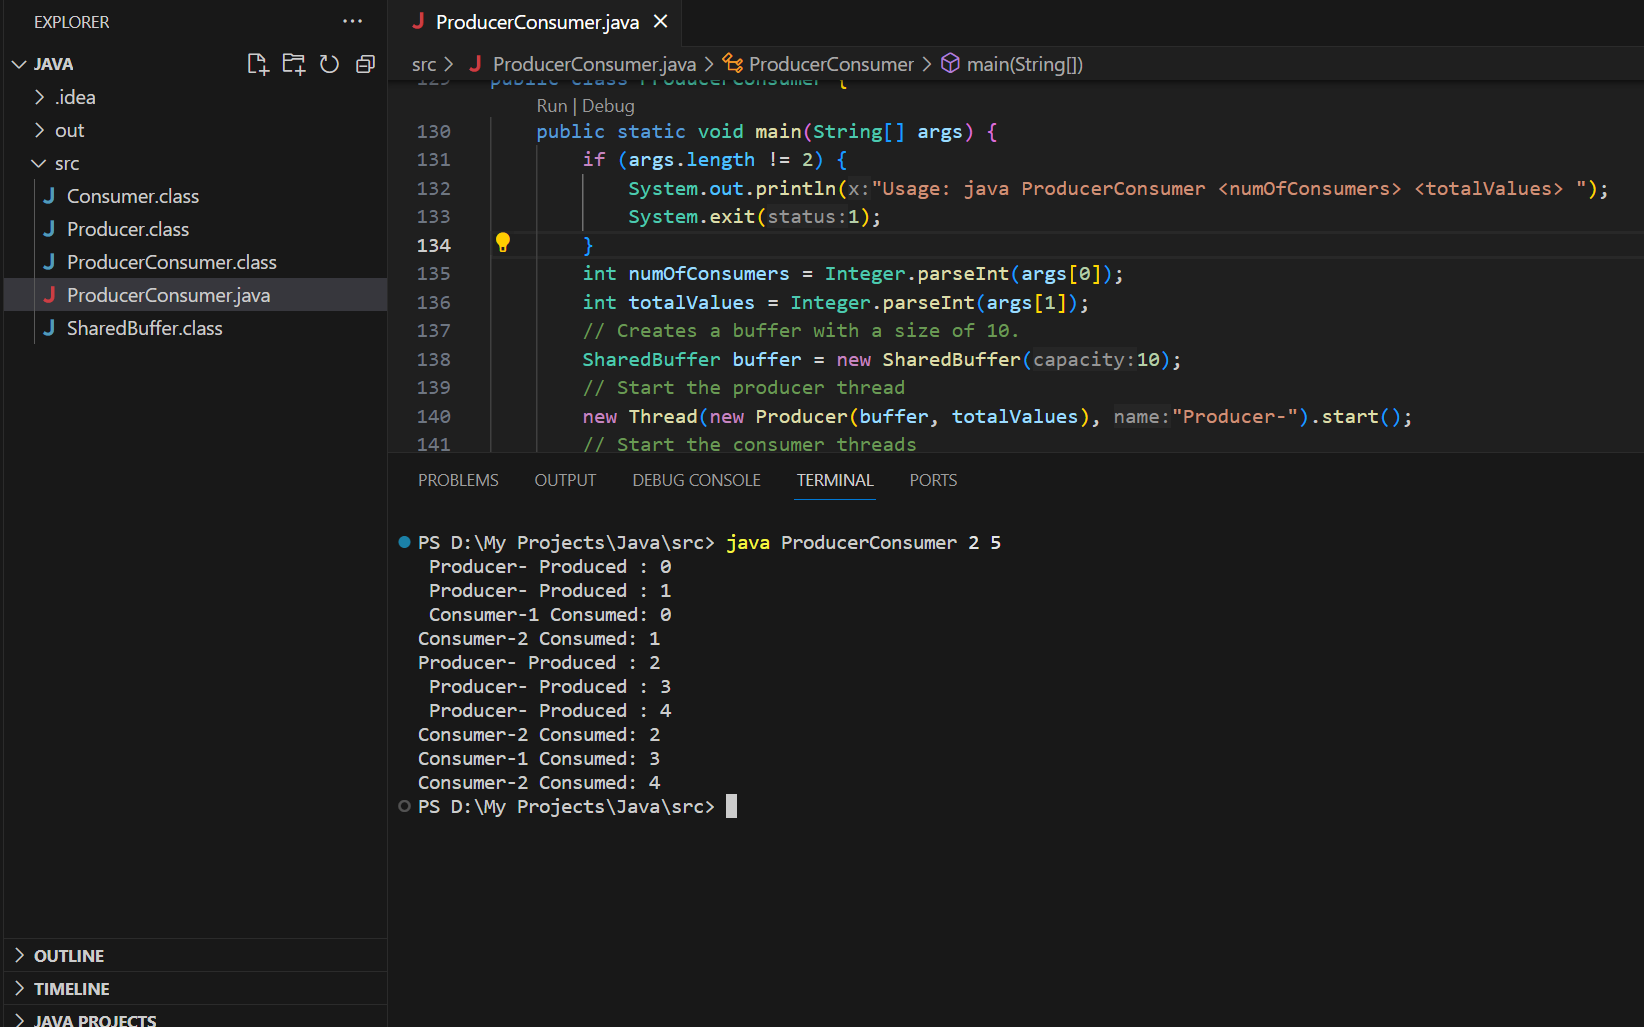 EXPLORER
JAVA
.idea
out
src
Consumer.class
Producer.class
ProducerConsumer.class
ProducerConsumer.java
SharedBuffer.class
OUTLINE
TIMELINE
JAVA PROJECTS
ProducerConsumer.java
src > ProducerConsumer.java > ProducerConsumer > main(String[])
129 public class ProducerConsumer {
Run | Debug
130 public static void main(String[] args) {
131 if (args.length != 2) {
132 System.out.println(x:"Usage: java ProducerConsumer <numOfConsumers> <totalValues> ");
133 System.exit(status:1);
134 }
135 int numOfConsumers = Integer.parseInt(args[0]);
136 int totalValues = Integer.parseInt(args[1]);
137 // Creates a buffer with a size of 10.
138 SharedBuffer buffer = new SharedBuffer(capacity:10);
139 // Start the producer thread
140 new Thread(new Producer(buffer, totalValues), name:"Producer-").start();
141 // Start the consumer threads
PROBLEMS OUTPUT DEBUG CONSOLE TERMINAL PORTS
PS D:\My Projects\Java\src> java ProducerConsumer 2 5
Producer- Produced : 0
Producer- Produced : 1
Consumer-1 Consumed: 0
Consumer-2 Consumed: 1
Producer- Produced : 2
Producer- Produced : 3
Producer- Produced : 4
Consumer-2 Consumed: 2
Consumer-1 Consumed: 3
Consumer-2 Consumed: 4
PS D:\My Projects\Java\src>